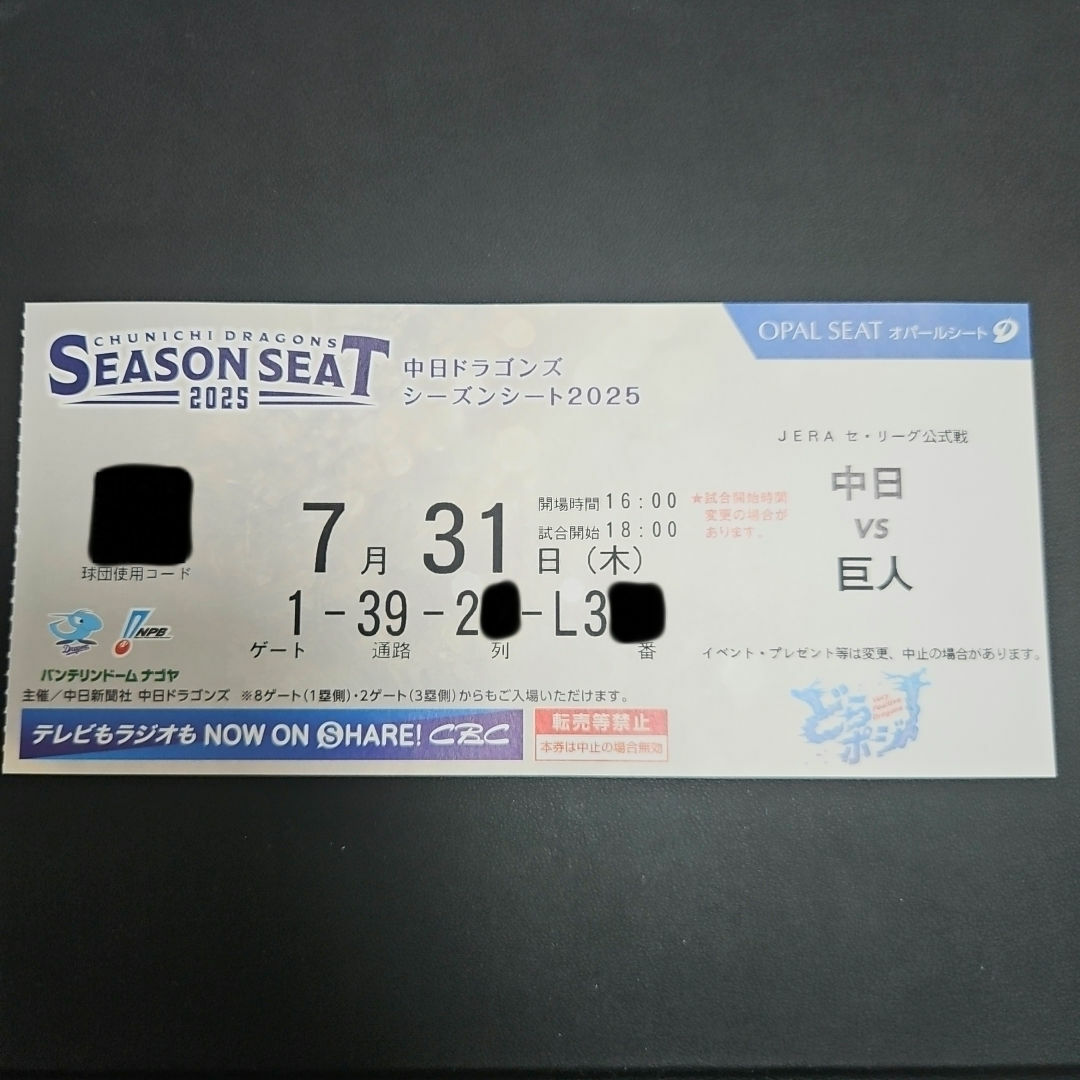 CHUNICHI DRAGONS
SEASON SEAT
2025
中日ドラゴンズ
シーズンシート2025
OPAL SEAT オパールシート
JERA セ・リーグ公式戦
中日
VS
巨人
開場時間 16:00
試合開始 18:00
★試合開始時間
変更の場合が
あります。
7月31日(木)
球団使用コード
1-39-2 -L3
ゲート 通路 列 番
イベント・プレゼント等は変更、中止の場合があります。
Dragons
NPB
バンテリンドーム ナゴヤ
主催/中日新聞社 中日ドラゴンズ ※8ゲート(1塁側)・2ゲート(3塁側)からもご入場いただけます。
テレビもラジオも NOW ON SHARE! CBC
転売等禁止
本券は中止の場合無効
どらポジ
Very
Positive
Dragons